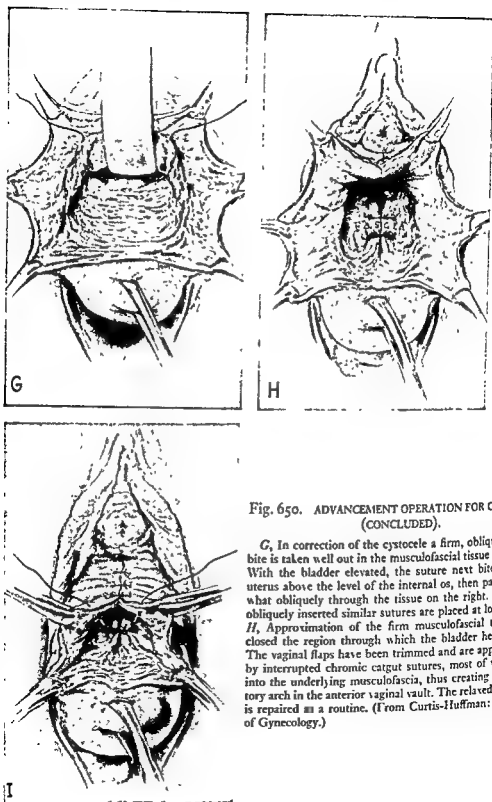 G
H
I
Fig. 650. ADVANCEMENT OPERATION FOR C
(CONCLUDED).
G, In correction of the cystocele a firm, obliq
bite is taken well out in the musculofascial tissue
With the bladder elevated, the suture next bit
uterus above the level of the internal os, then pa
what obliquely through the tissue on the right.
obliquely inserted similar sutures are placed at lo
H, Approximation of the firm musculofascial t
closed the region through which the bladder he
The vaginal flaps have been trimmed and are app
by interrupted chromic catgut sutures, most of
into the underlying musculofascia, thus creating
tory arch in the anterior vaginal vault. The relaxed
is repaired as a routine. (From Curtis-Huffman:
of Gynecology.)